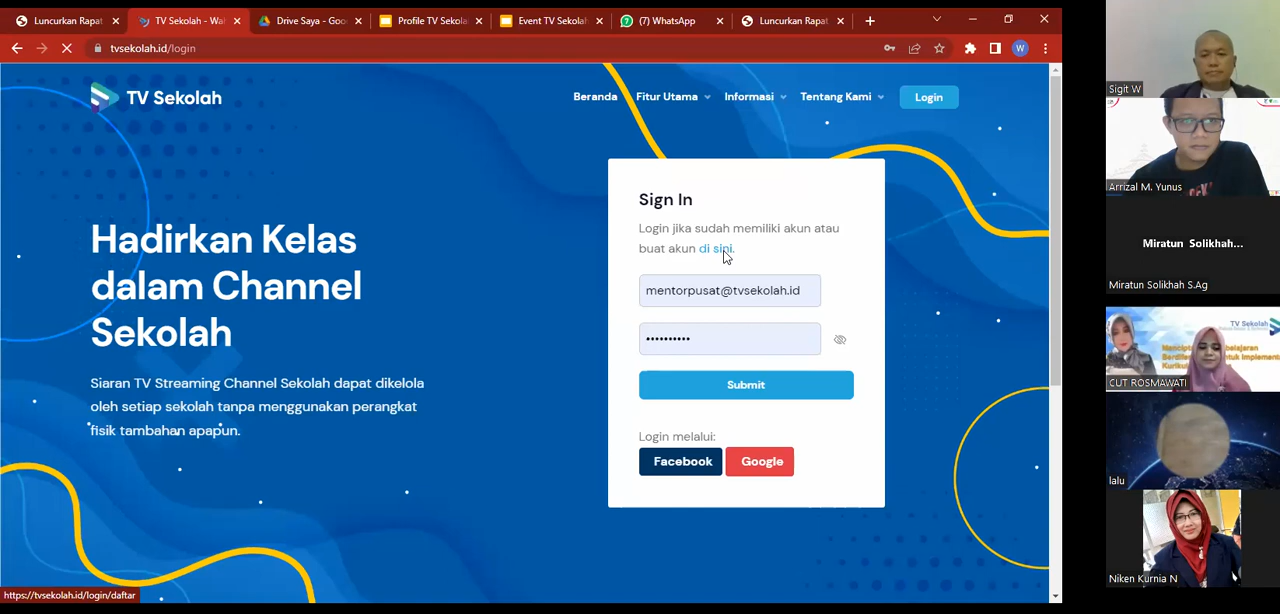 Luncurkan Rapat
TV Sekolah - Wal
Drive Saya - Goo
Profile TV Sekolah
Event TV Sekolah
(7) WhatsApp
Luncurkan Rapat
tvsekolah.id/login
W
TV Sekolah
Beranda
Fitur Utama
Informasi
Tentang Kami
Login
Hadirkan Kelas
dalam Channel
Sekolah
Siaran TV Streaming Channel Sekolah dapat dikelola
oleh setiap sekolah tanpa menggunakan perangkat
fisik tambahan apapun.
Sign In
Login jika sudah memiliki akun atau
buat akun di sini.
mentorpusat@tvsekolah.id
Submit
Login melalui:
Facebook
Google
https://tvsekolah.id/login/daftar
Sigit W
Arrizal M. Yunus
Miratun Solikhah...
Miratun Solikhah S.Ag
TV Sekolah
CUT ROSMAWATI
lalu
Niken Kurnia N